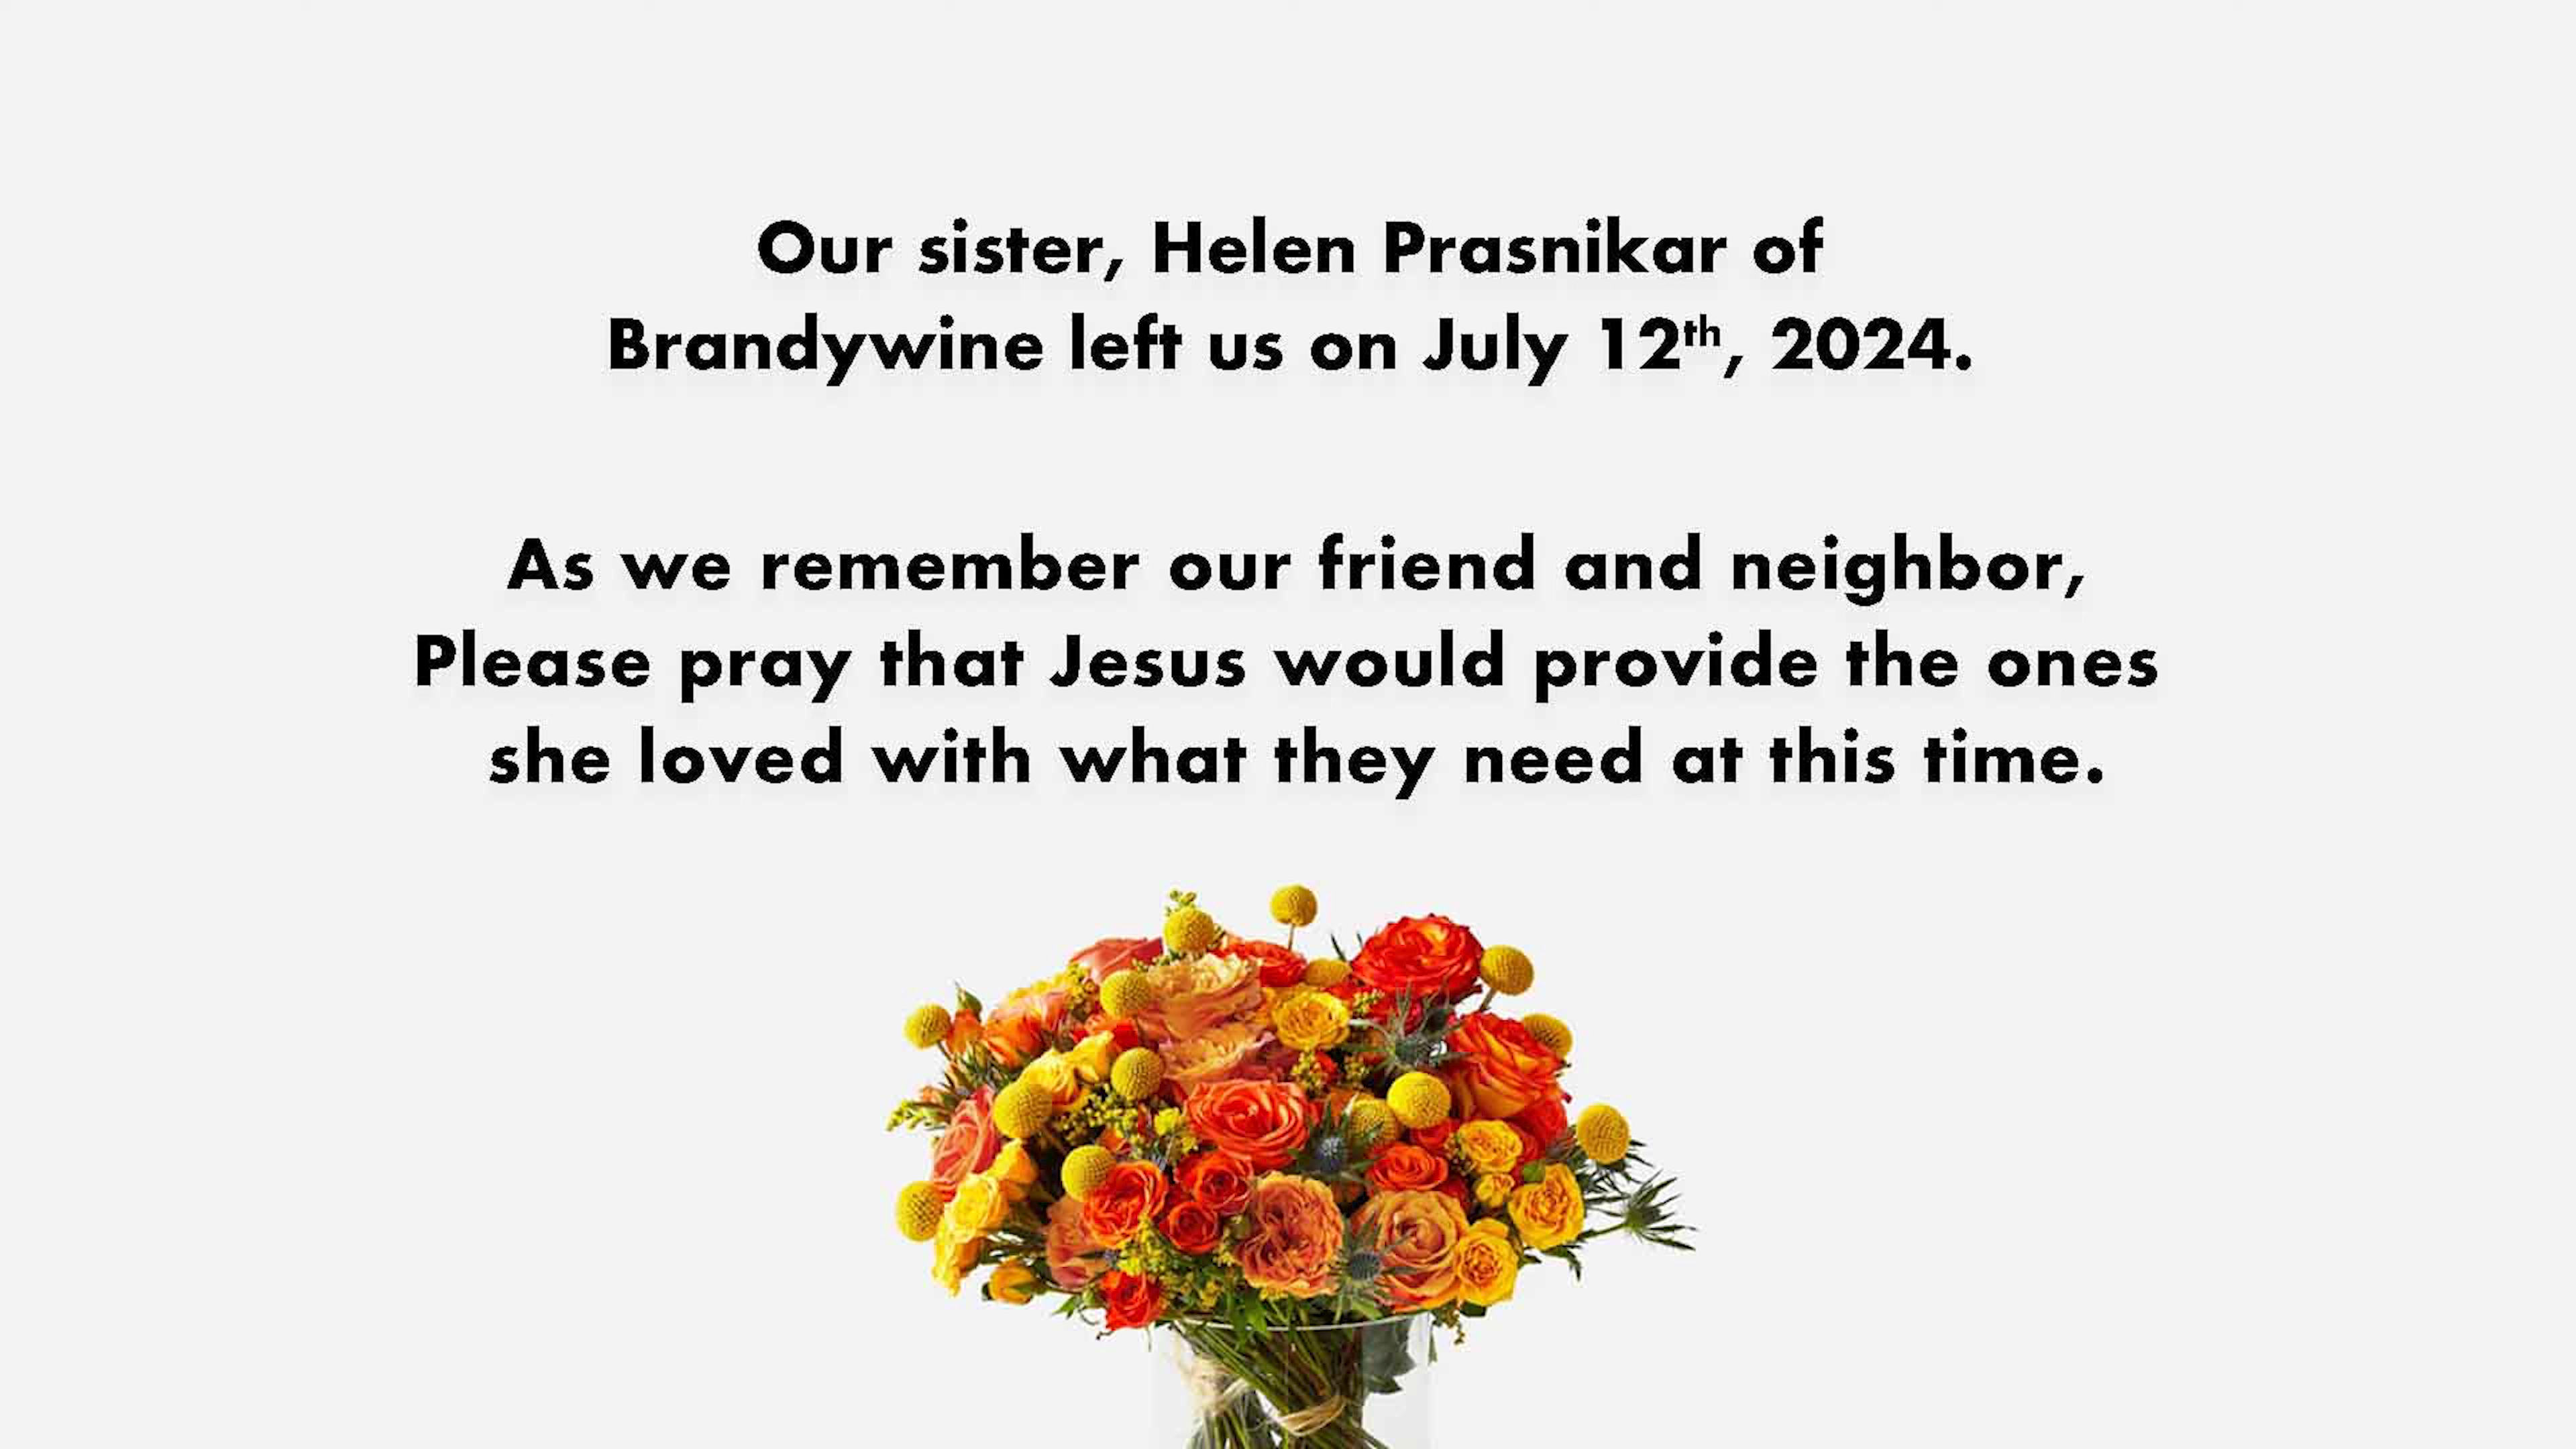 Our sister, Helen Prasnikar of
Brandywine left us on July 12th, 2024.
As we remember our friend and neighbor,
Please pray that Jesus would provide the ones
she loved with what they need at this time.